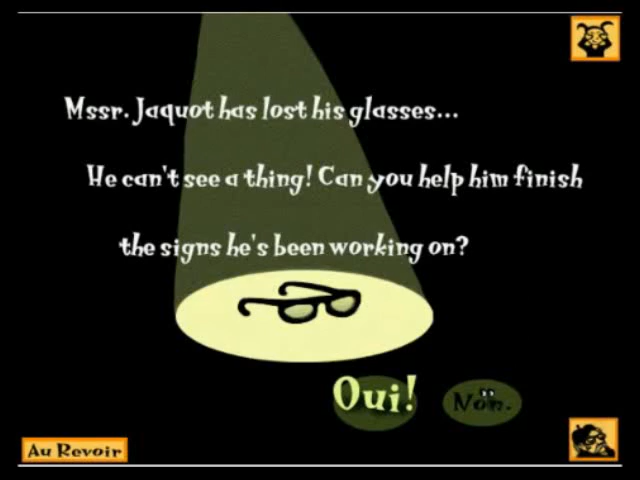 Mssr. Jaquot has lost his glasses...
He can't see a thing! Can you help him finish
the signs he's been working on?
Oui!
Non.
Au Revoir